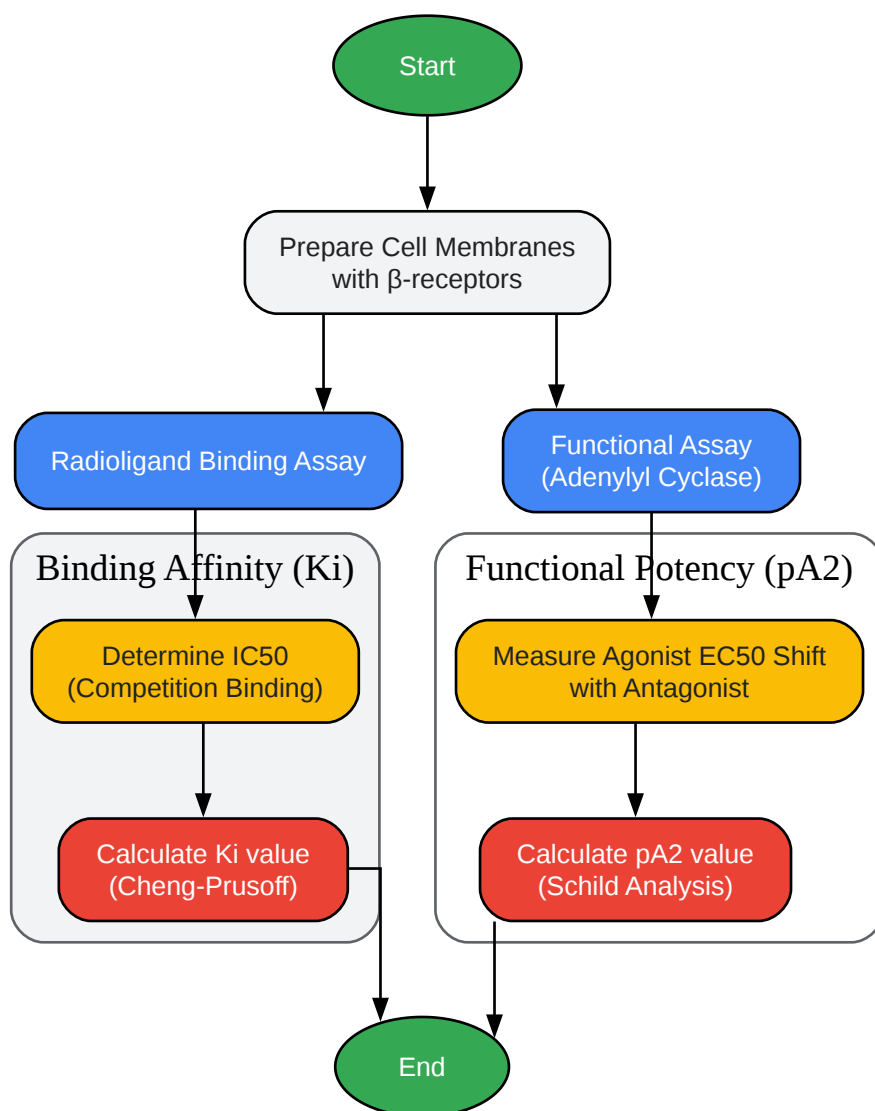 Start
Prepare Cell Membranes
with β-receptors
Radioligand Binding Assay
Functional Assay
(Adenylyl Cyclase)
Binding Affinity (Ki)
Functional Potency (pA2)
Determine IC50
(Competition Binding)
Measure Agonist EC50 Shift
with Antagonist
Calculate Ki value
(Cheng-Prusoff)
Calculate pA2 value
(Schild Analysis)
End